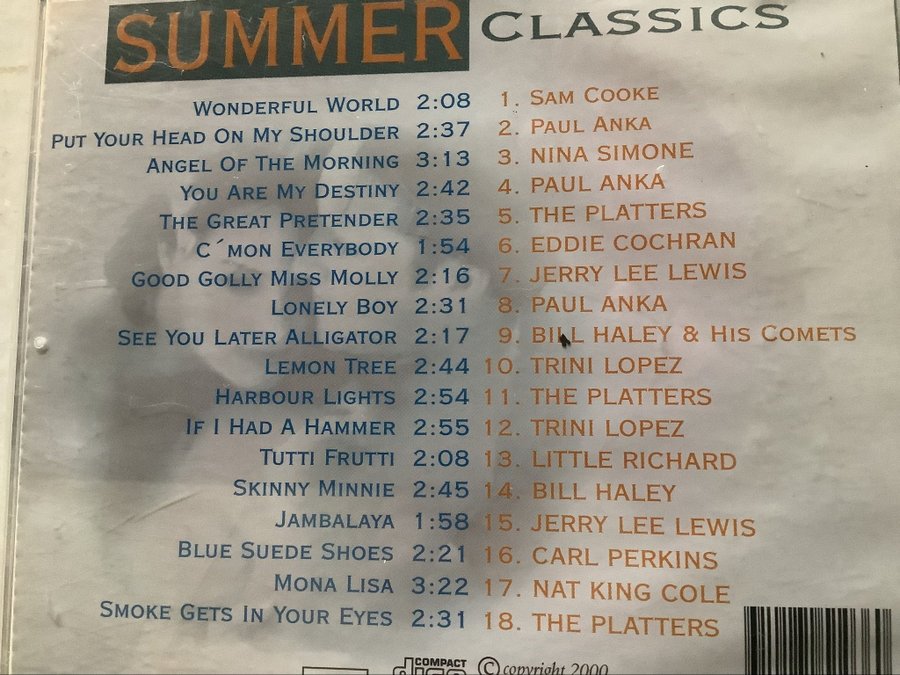 SUMMER CLASSICS
WONDERFUL WORLD 2:08 1. SAM COOKE
PUT YOUR HEAD ON MY SHOULDER 2:37 2. PAUL ANKA
ANGEL OF THE MORNING 3:13 3. NINA SIMONE
YOU ARE MY DESTINY 2:42 4. PAUL ANKA
THE GREAT PRETENDER 2:35 5. THE PLATTERS
C´MON EVERYBODY 1:54 6. EDDIE COCHRAN
GOOD GOLLY MISS MOLLY 2:16 7. JERRY LEE LEWIS
LONELY BOY 2:31 8. PAUL ANKA
SEE YOU LATER ALLIGATOR 2:17 9. BILL HALEY & HIS COMETS
LEMON TREE 2:44 10. TRINI LOPEZ
HARBOUR LIGHTS 2:54 11. THE PLATTERS
IF I HAD A HAMMER 2:55 12. TRINI LOPEZ
TUTTI FRUTTI 2:08 13. LITTLE RICHARD
SKINNY MINNIE 2:45 14. BILL HALEY
JAMBALAYA 1:58 15. JERRY LEE LEWIS
BLUE SUEDE SHOES 2:21 16. CARL PERKINS
MONA LISA 3:22 17. NAT KING COLE
SMOKE GETS IN YOUR EYES 2:31 18. THE PLATTERS
COMPACT
disc © copyright 2000